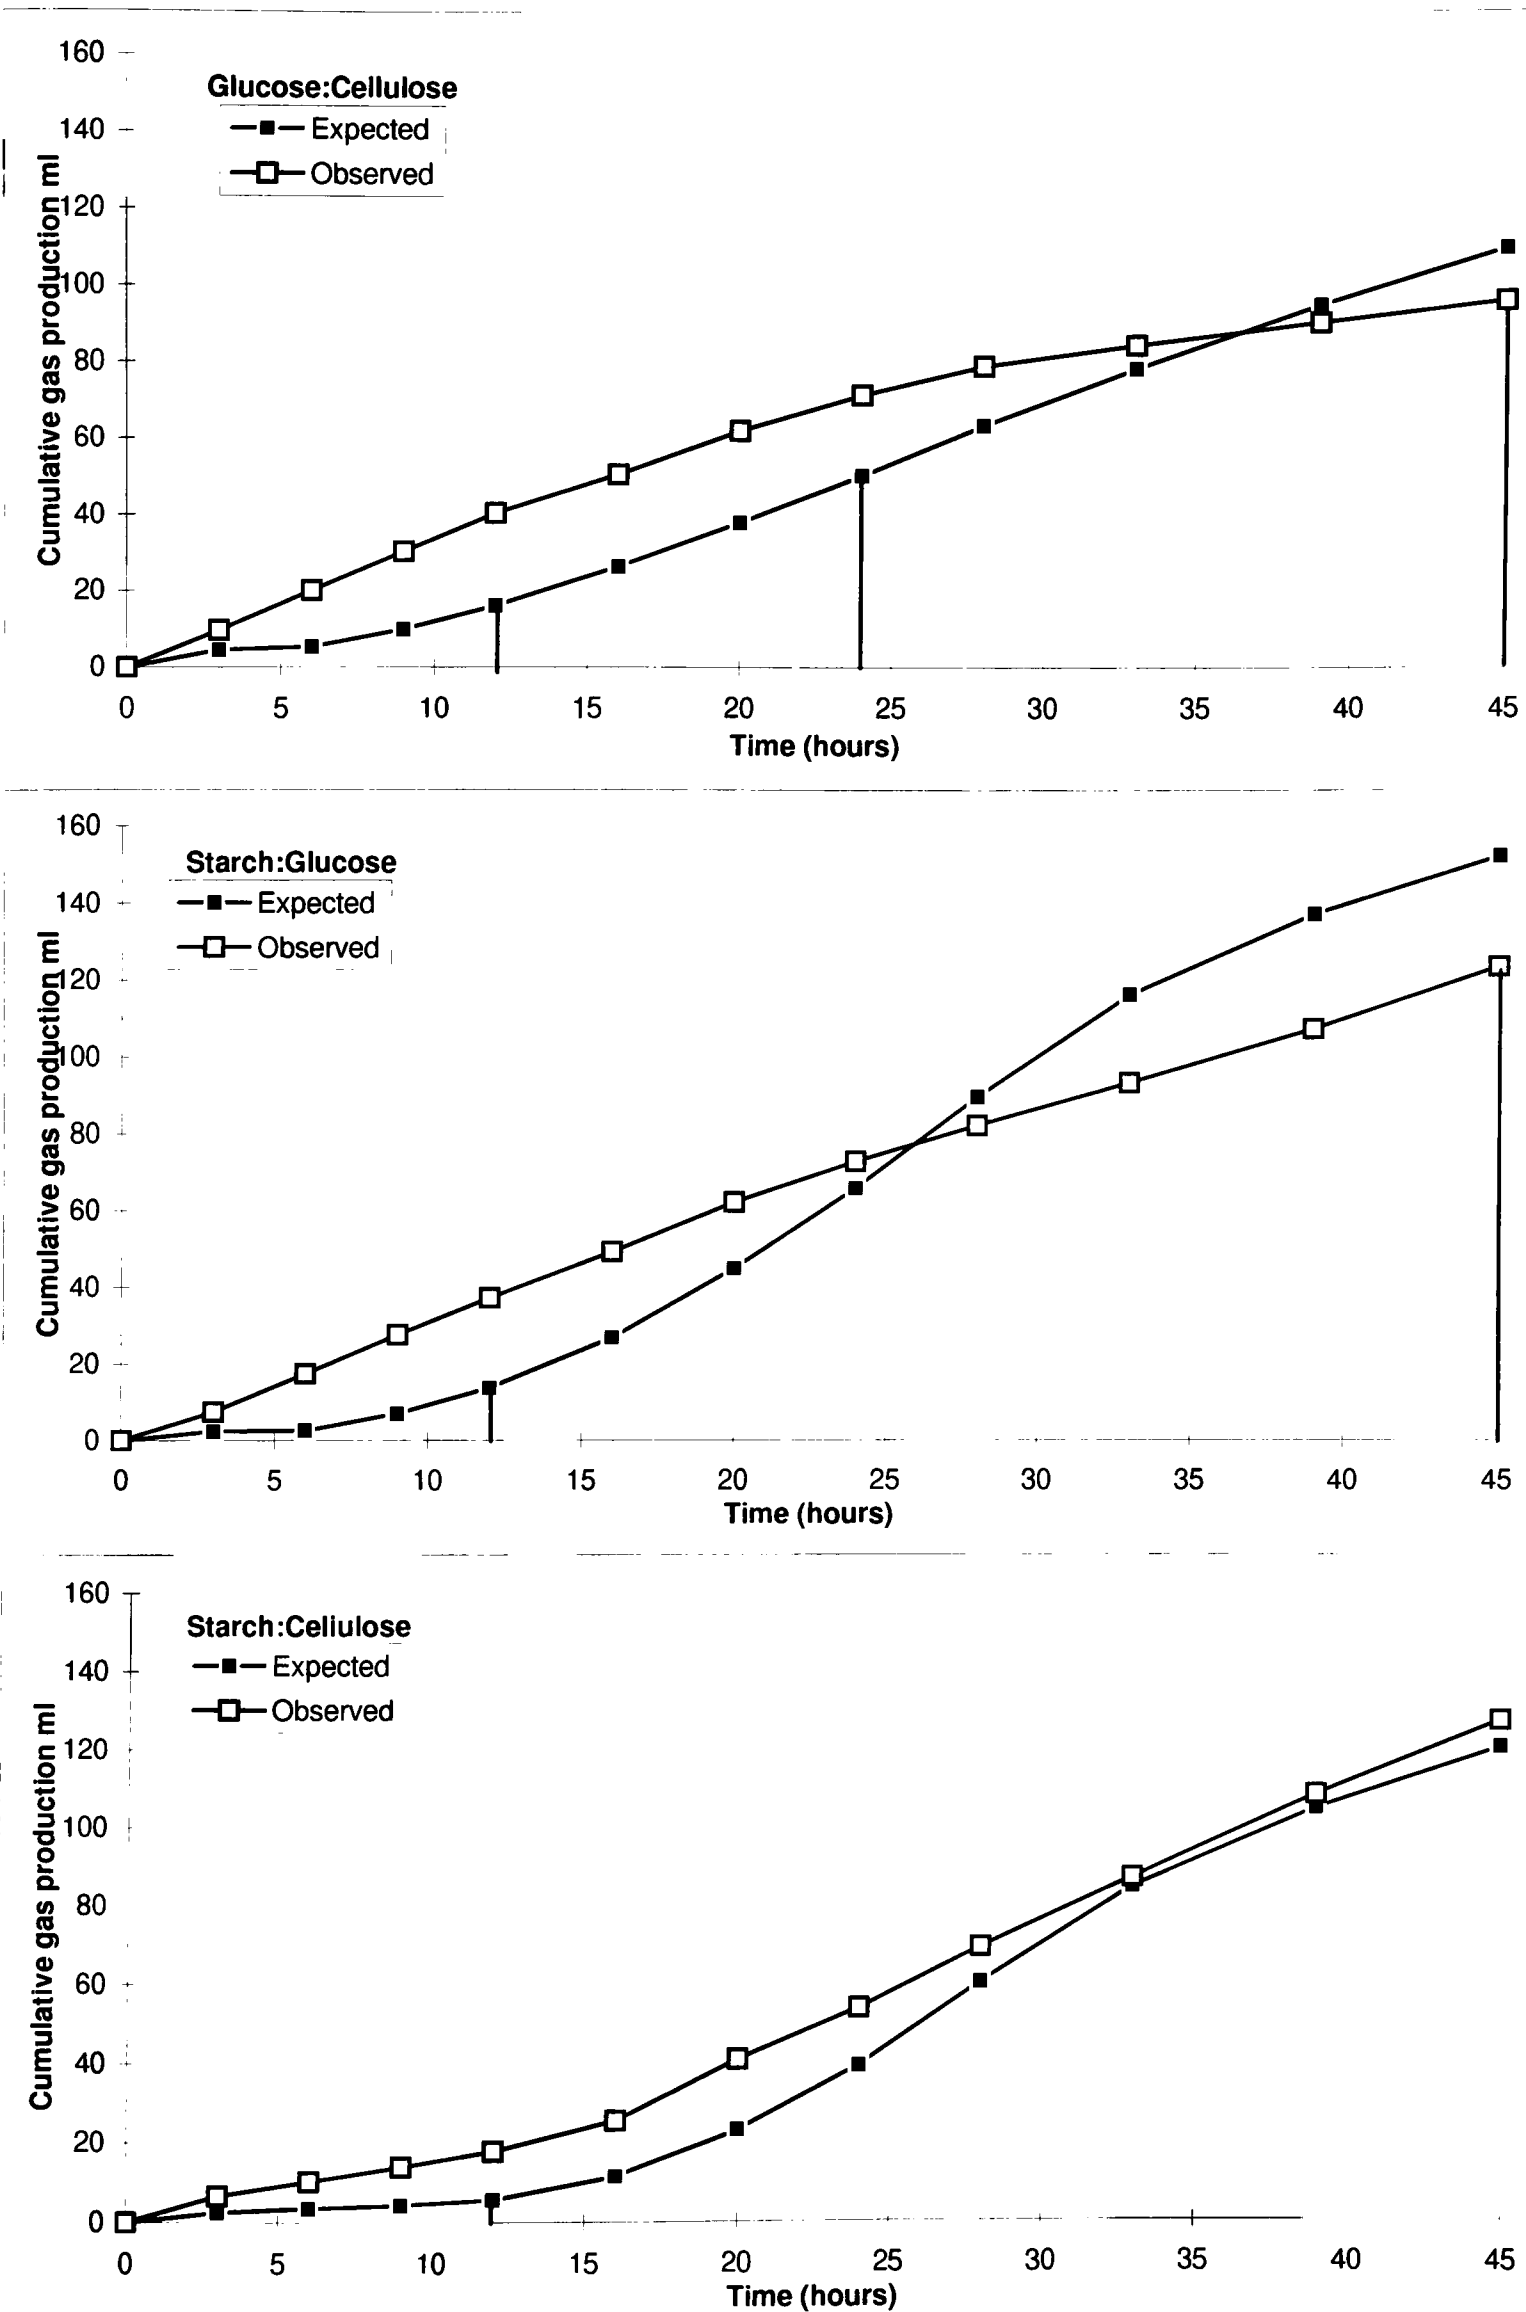 160
Glucose:Cellulose
140
Expected
Observed
120
100
80
60
40
20
0
Cumulative gas production ml
0 5 10 15 20 25 30 35 40 45
Time (hours)
160
Starch:Glucose
140
Expected
Observed
120
100
80
60
40
20
0
Cumulative gas production ml
0 5 10 15 20 25 30 35 40 45
Time (hours)
160
Starch:Cellulose
140
Expected
Observed
120
100
80
60
40
20
0
Cumulative gas production ml
0 5 10 15 20 25 30 35 40 45
Time (hours)